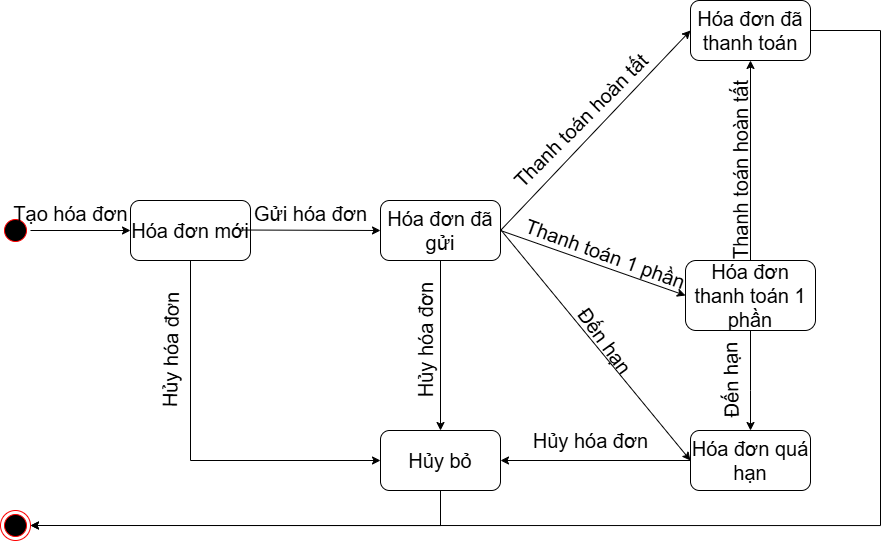 Hóa đơn đã
thanh toán
Thanh toán hoàn tất
Thanh toán hoàn tất
Tạo hóa đơn
Gửi hóa đơn
Hóa đơn mới
Hóa đơn đã
gửi
Thanh toán 1 phần
Hóa đơn
thanh toán 1
phần
Hủy hóa đơn
Hủy hóa đơn
Đến hạn
Đến hạn
Hủy bỏ
Hủy hóa đơn
Hóa đơn quá
hạn